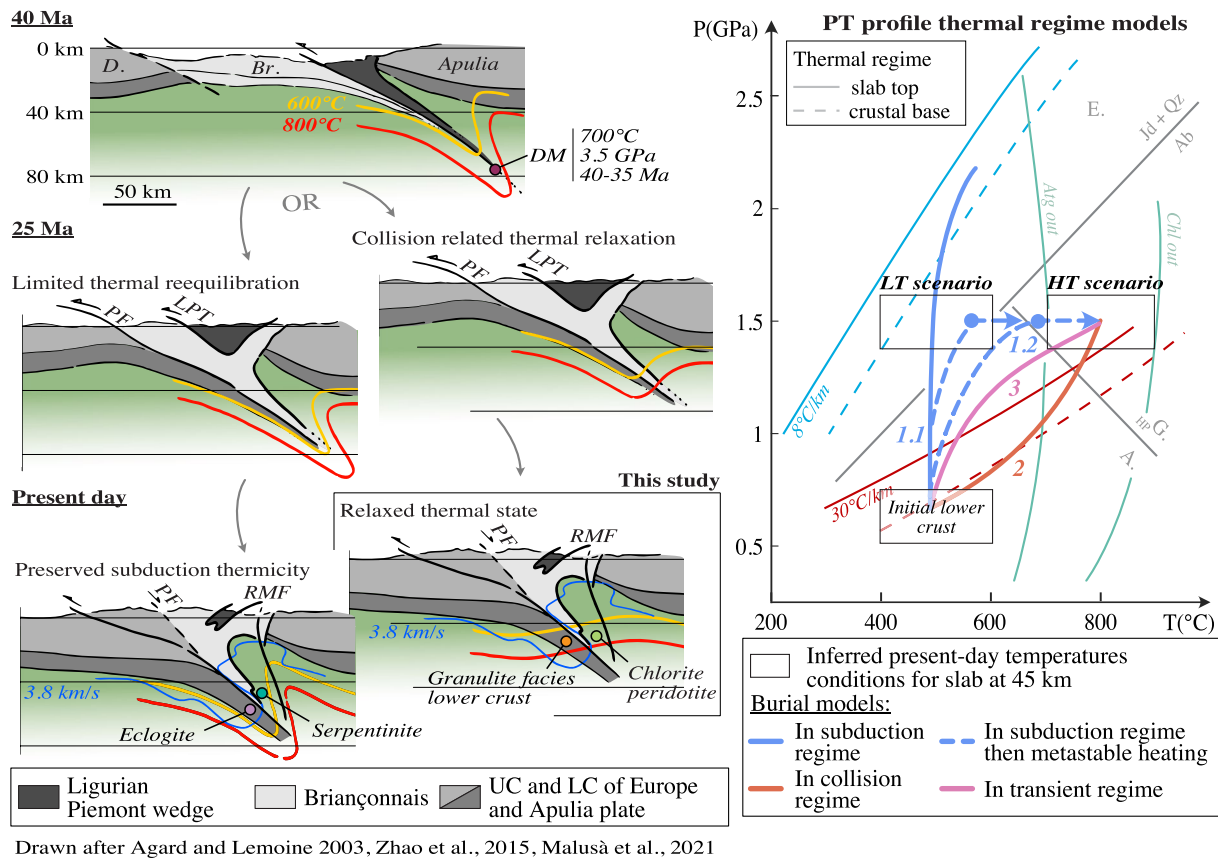 40 Ma
0 km
40 km
80 km
50 km
D.
Br.
Apulia
600°C
800°C
DM
700°C
3.5 GPa
40-35 Ma
OR
25 Ma
Collision related thermal relaxation
PF
LPT
Limited thermal reequilibration
PF
LPT
Present day
This study
Relaxed thermal state
PF
RMF
3.8 km/s
Granulite facies
lower crust
Chlorite
peridotite
Preserved subduction thermicity
PF
RMF
3.8 km/s
Eclogite
Serpentinite
Ligurian
Piemont wedge
Briançonnais
UC and LC of Europe
and Apulia plate
Drawn after Agard and Lemoine 2003, Zhao et al., 2015, Malusà et al., 2021
PT profile thermal regime models
P(GPa)
Thermal regime
slab top
crustal base
2.5
2
1.5
1
0.5
E.
Jd + Qz
Ab
Atg out
Chl out
LT scenario
HT scenario
1.2
3
1.1
2
8°C/km
30°C/km
HP G.
A.
Initial lower
crust
200
400
600
800
T(°C)
Inferred present-day temperatures
conditions for slab at 45 km
Burial models:
In subduction
regime
In subduction regime
then metastable heating
In collision
regime
In transient regime